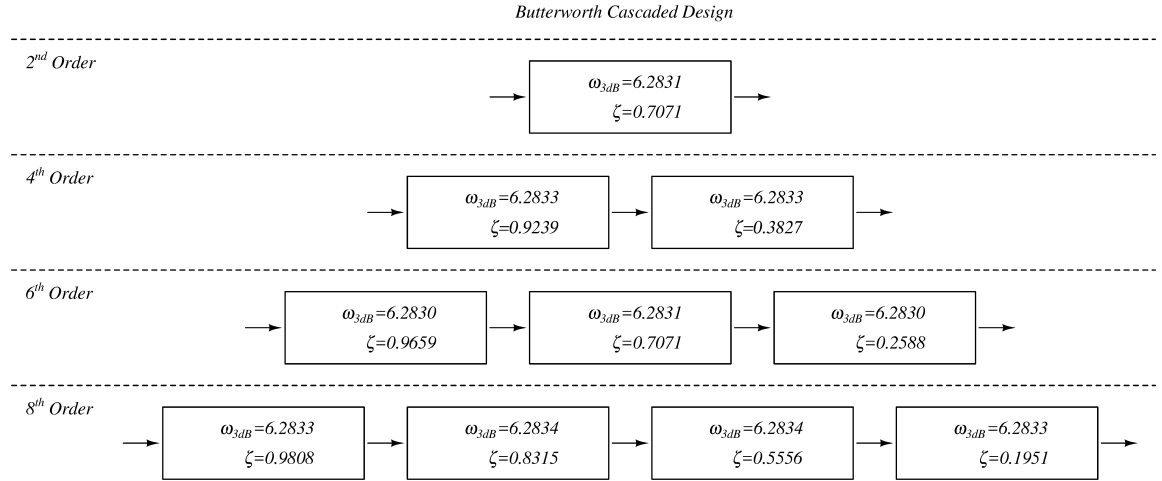 Butterworth Cascaded Design
2nd Order
ω3dB=6.2831
ζ=0.7071
4th Order
ω3dB=6.2833
ζ=0.9239
ω3dB=6.2833
ζ=0.3827
6th Order
ω3dB=6.2830
ζ=0.9659
ω3dB=6.2831
ζ=0.7071
ω3dB=6.2830
ζ=0.2588
8th Order
ω3dB=6.2833
ζ=0.9808
ω3dB=6.2834
ζ=0.8315
ω3dB=6.2834
ζ=0.5556
ω3dB=6.2833
ζ=0.1951